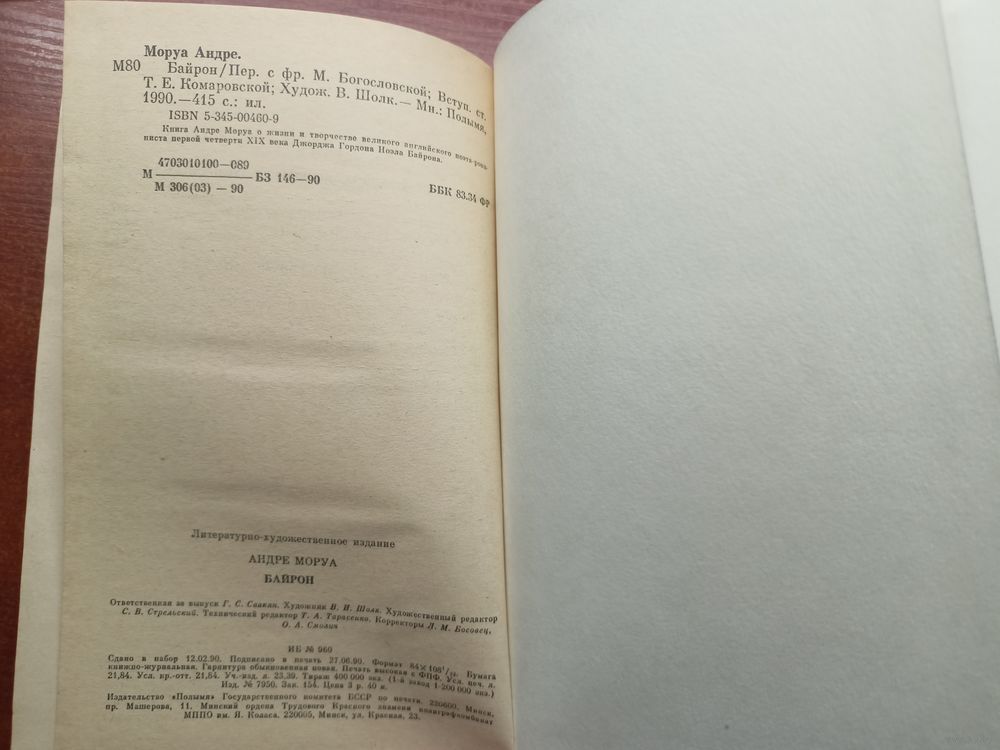 Моруа Андре.
М80 Байрон/Пер. с фр. М. Богословской; Вступ. ст.
Т. Е. Комаровской; Худож. В. Шолк.— Мн.: Полымя,
1990.—415 с.: ил.
ISBN 5-345-00460-9
Книга Андре Моруа о жизни и творчестве великого английского поэта-рома-
нтиста первой четверти XIX века Джорджа Гордона Ноэла Байрона.
4703010100—089
М БЗ 146—90
М 306(03) — 90
ББК 83.34 ФР
Литературно-художественное издание
АНДРЕ МОРУА
БАЙРОН
Ответственная за выпуск Г. С. Саакян. Художник В. И. Шолк. Художественный редактор
С. В. Стрельский. Технический редактор Т. А. Тарасенко. Корректоры Л. М. Босовец,
О. А. Смолич
ИБ № 960
Сдано в набор 12.02.90. Подписано в печать 27.06.90. Формат 84×108¹/₃₂. Бумага
книжно-журнальная. Гарнитура обыкновенная новая. Печать высокая с ФПФ. Усл. печ. л.
21,84. Усл. кр.-отт. 21,84. Уч.-изд. л. 23,39. Тираж 400 000 экз. (1-й завод 1-200 000 экз.)
Изд. № 7950. Зак. 154. Цена 3 р. 40 к.
Издательство «Полымя» Государственного комитета БССР по печати. 220600, Минск,
пр. Машерова, 11. Минский ордена Трудового Красного знамени полиграфкомбинат
МППО им. Я. Коласа. 220005, Минск, ул. Красная, 23.